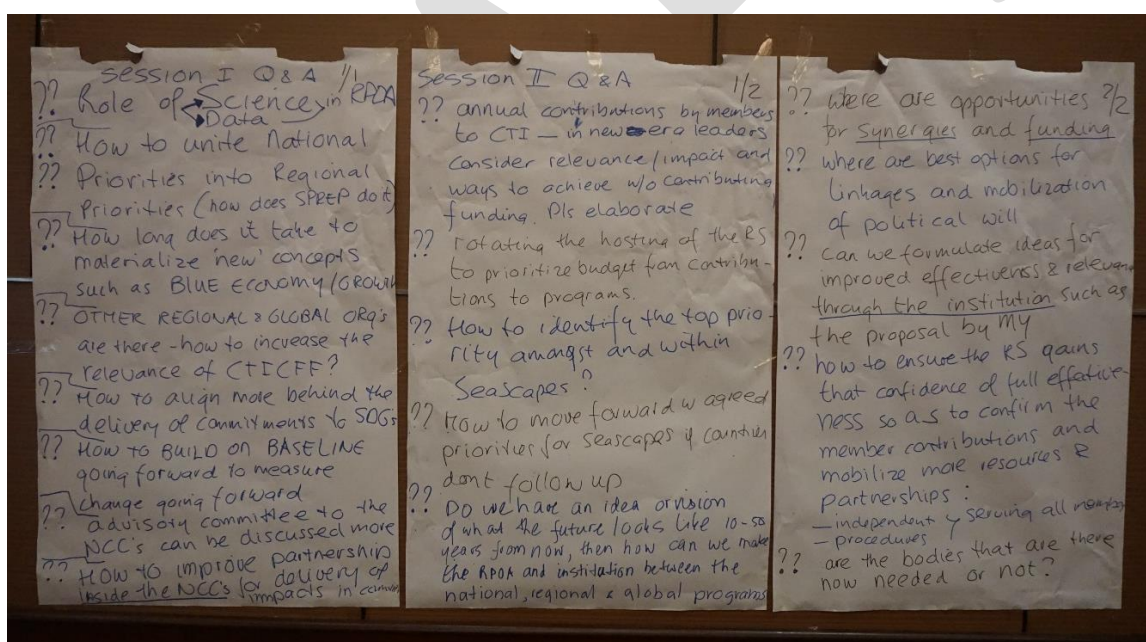 Session I Q & A 1/1
?? Role of Science in RPOA
Data
?? How to unite National
?? Priorities into Regional
Priorities (how does SPREP do it)
?? How long does it take to
materialize 'new' concepts
such as BLUE ECONOMY/GROWTH
?? OTHER REGIONAL & GLOBAL ORG's
are there - how to increase the
relevance of CTICFF?
?? How to align more behind the
delivery of commitments to SDGs
?? How to BUILD ON BASELINE
going forward to measure
change going forward
?? advisory committee to the
NCC's can be discussed more
?? How to improve partnership
inside the NCC's for delivery of
impacts in
Session II Q & A 1/2
?? annual contributions by members
to CTI — in new era leaders
consider relevance/impact and
ways to achieve w/o contributing
funding. Pls elaborate
?? rotating the hosting of the RS
to prioritize budget from contribu-
tions to programs.
?? How to identify the top prio-
rity amongst and within
Seascapes?
?? How to move forward w agreed
priorities for seascapes if countries
dont follow up
?? Do we have an idea or vision
of what the future looks like 10-50
years from now, then how can we make
the RPOA and institution between the
national, regional & global programs
?? where are opportunities 2/2
for synergies and funding
?? where are best options for
linkages and mobilization
of political will
?? can we formulate ideas for
improved effectiveness & relevance
through the institution such as
the proposal by MY
?? how to ensure the RS gains
that confidence of full effective-
ness so as to confirm the
member contributions and
mobilize more resources &
partnerships :
— independent y serving all members
— procedures
?? are the bodies that are there
now needed or not?